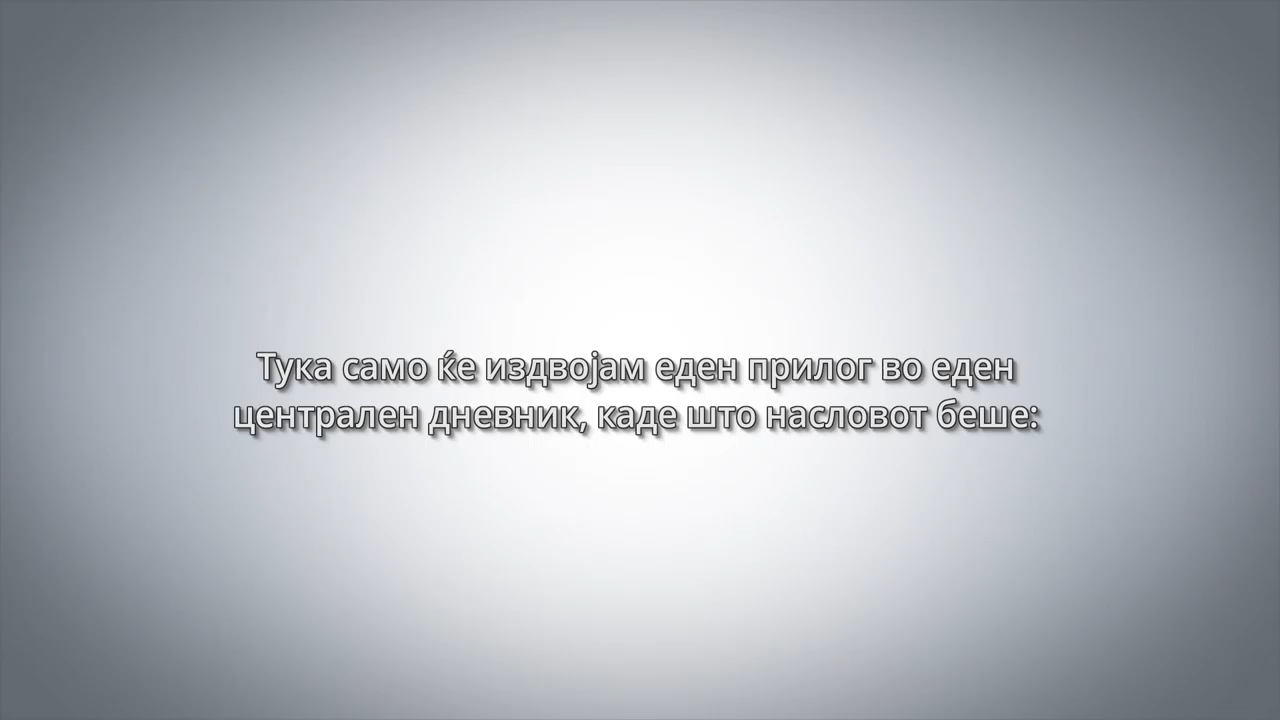 Тука само ќе издвојам еден прилог во еден
централен дневник, каде што насловот беше: